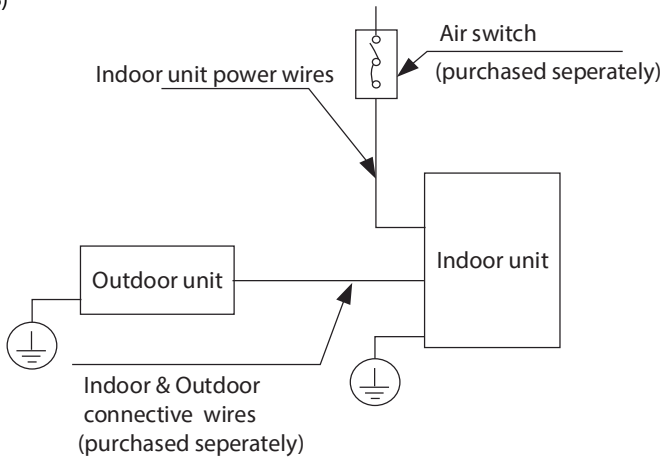 Air switch
(purchased seperately)
Indoor unit power wires
Outdoor unit
Indoor unit
Indoor & Outdoor
connective wires
(purchased seperately)